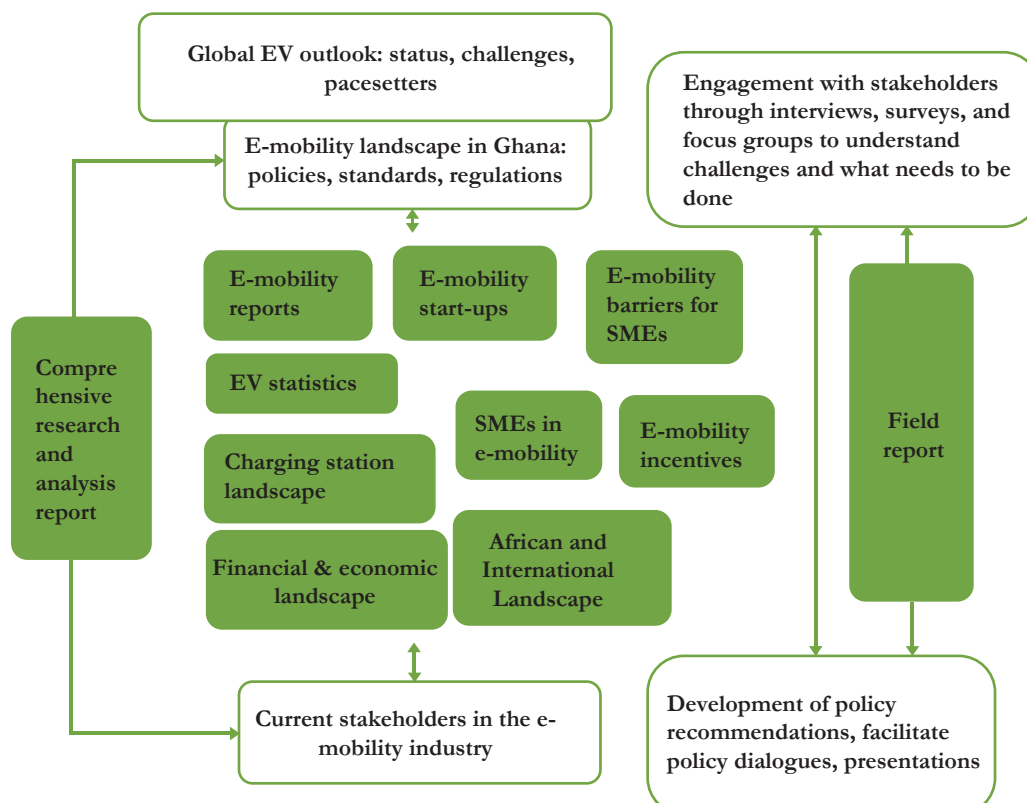 Global EV outlook: status, challenges,
pacesetters
E-mobility landscape in Ghana:
policies, standards, regulations
Engagement with stakeholders
through interviews, surveys, and
focus groups to understand
challenges and what needs to be
done
Compre
hensive
research
and
analysis
report
E-mobility
reports
E-mobility
start-ups
E-mobility
barriers for
SMEs
EV statistics
SMEs in
e-mobility
E-mobility
incentives
Charging station
landscape
Financial & economic
landscape
African and
International
Landscape
Field
report
Current stakeholders in the e-
mobility industry
Development of policy
recommendations, facilitate
policy dialogues, presentations